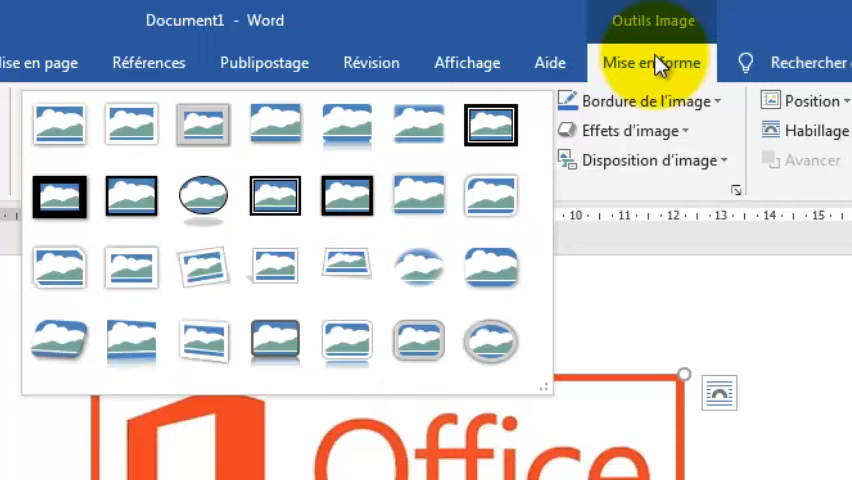 Document1 - Word
Outils Image
ise en page
Références
Publipostage
Révision
Affichage
Aide
Mise en forme
Rechercher
Bordure de l'image
Position
Effets d'image
Habillage
Disposition d'image
Avancer
10 11 12 13 14 15
Office